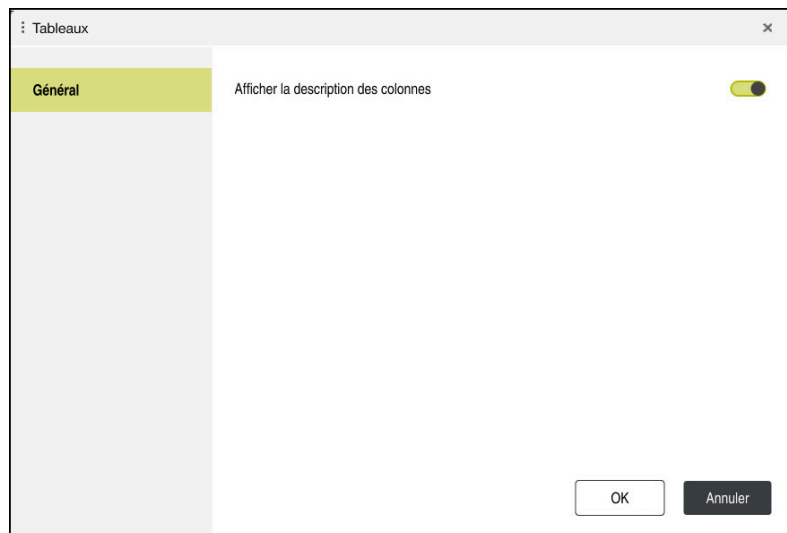 Tableaux
Général
Afficher la description des colonnes
OK
Annuler